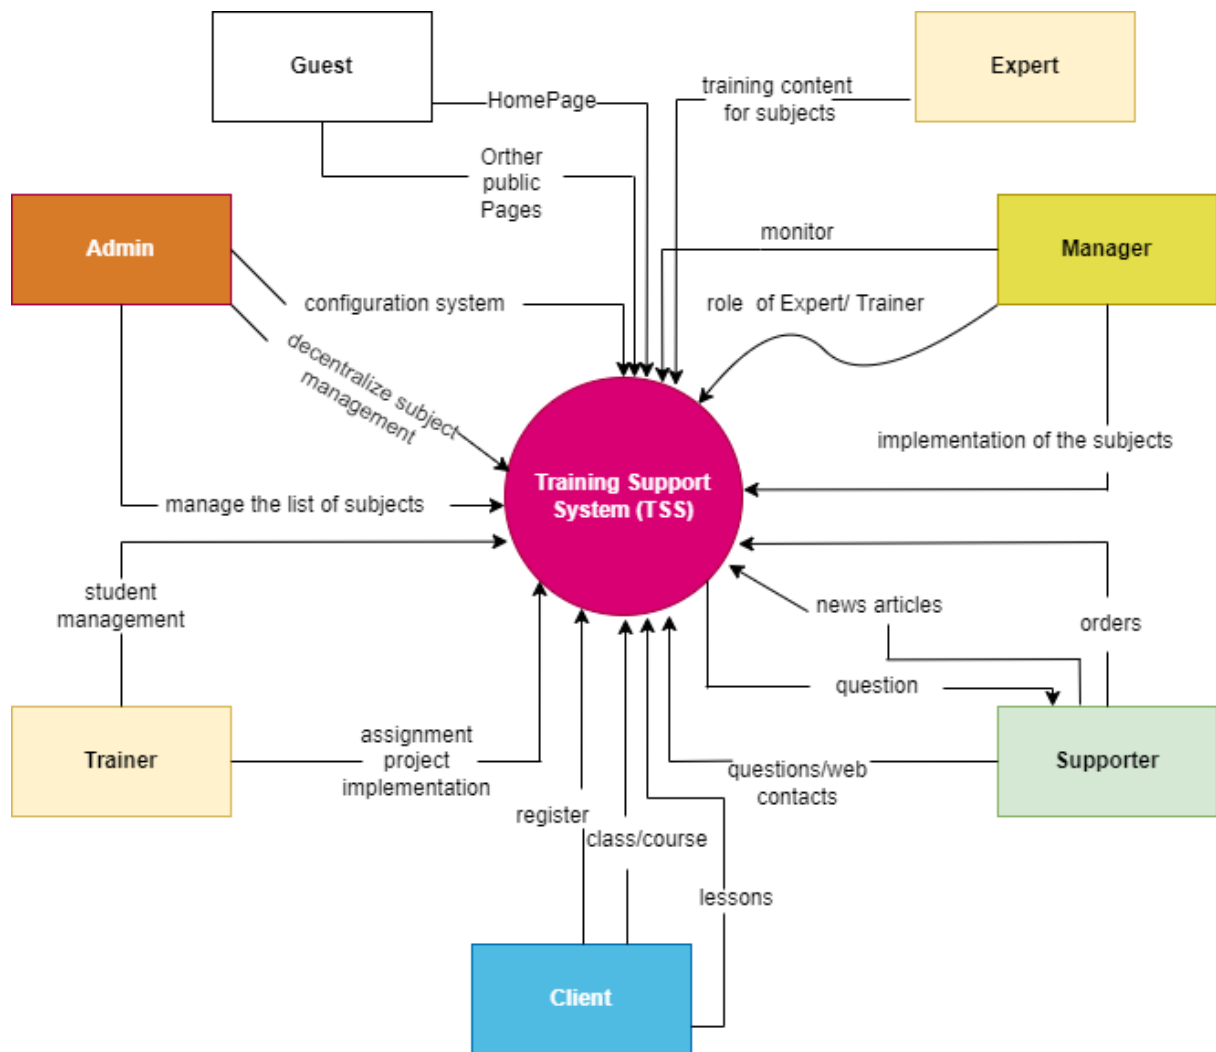 Guest
Expert
HomePage
training content
for subjects
Orther
public
Pages
Admin
monitor
Manager
configuration system
role  of Expert/ Trainer
decentralize subject
management
implementation of the subjects
Training Support
System (TSS)
manage the list of subjects
student
management
news articles
orders
question
Trainer
assignment
project
implementation
questions/web
contacts
Supporter
register
class/course
lessons
Client